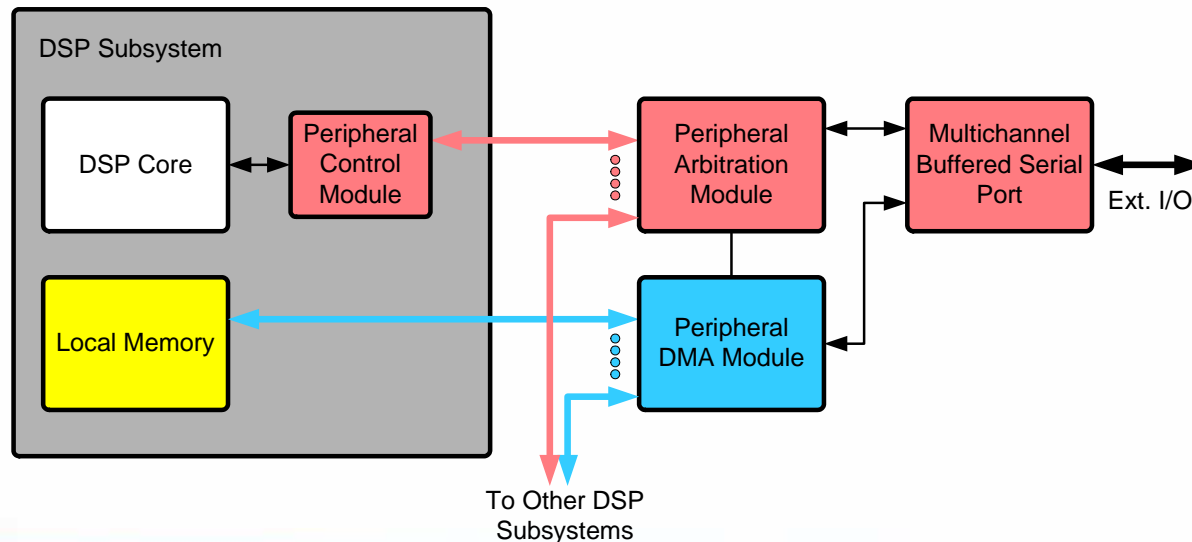 DSP Subsystem
DSP Core
Peripheral
Control
Module
Peripheral
Arbitration
Module
Multichannel
Buffered Serial
Port
Ext. I/O
Local Memory
Peripheral
DMA Module
To Other DSP
Subsystems